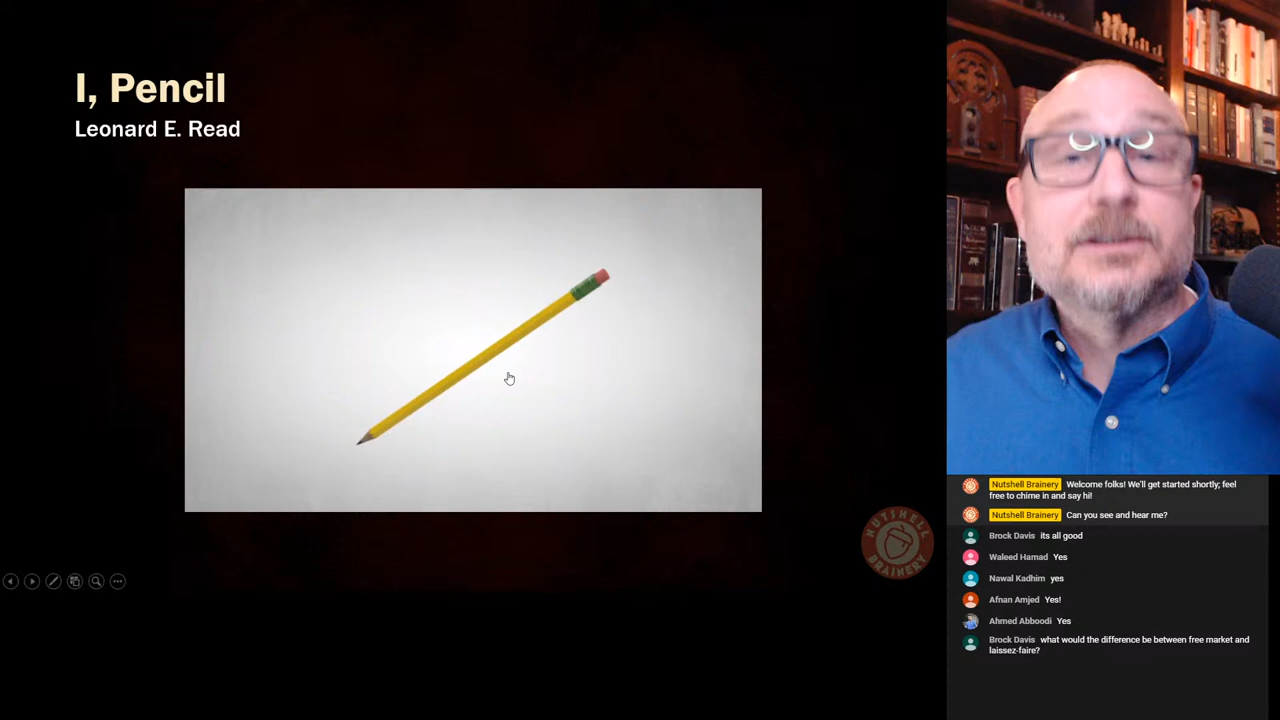 I, Pencil
Leonard E. Read
NUTSHELL
BRAINERY
Nutshell Brainery Welcome folks! We'll get started shortly; feel
free to chime in and say hi!
Nutshell Brainery Can you see and hear me?
Brock Davis its all good
Waleed Hamad Yes
Nawal Kadhim yes
Afnan Amjed Yes!
Ahmed Abboodi Yes
Brock Davis what would the difference be between free market and
laissez-faire?